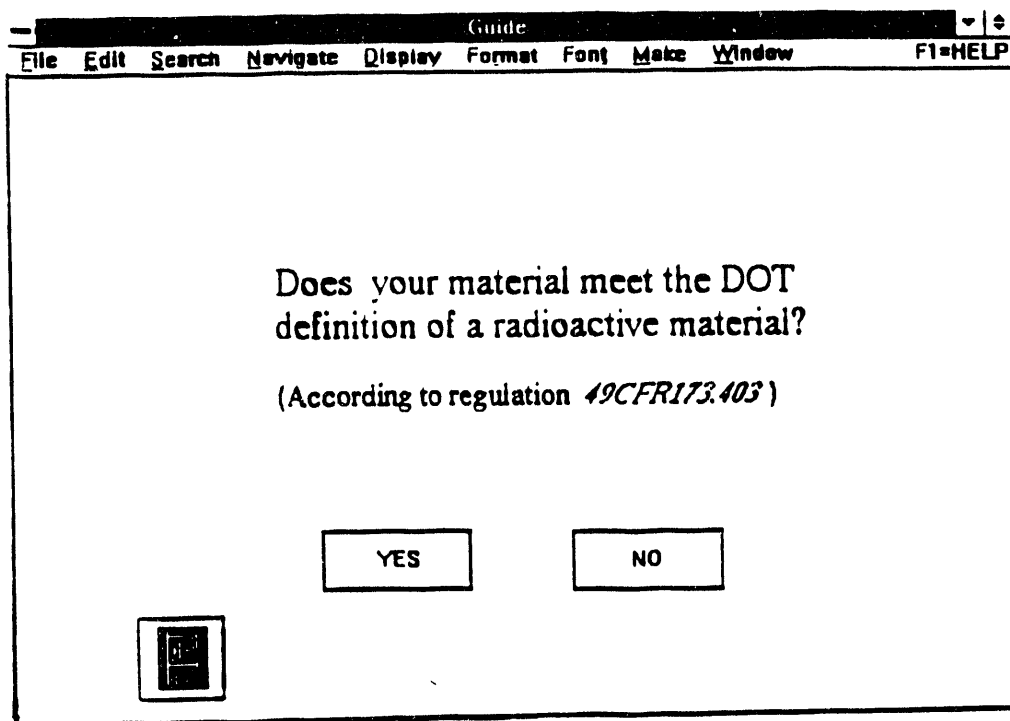 Guide
File Edit Search Navigate Display Format Font Make Window F1=HELP
Does your material meet the DOT
definition of a radioactive material?
(According to regulation 49CFR173.403)
YES NO